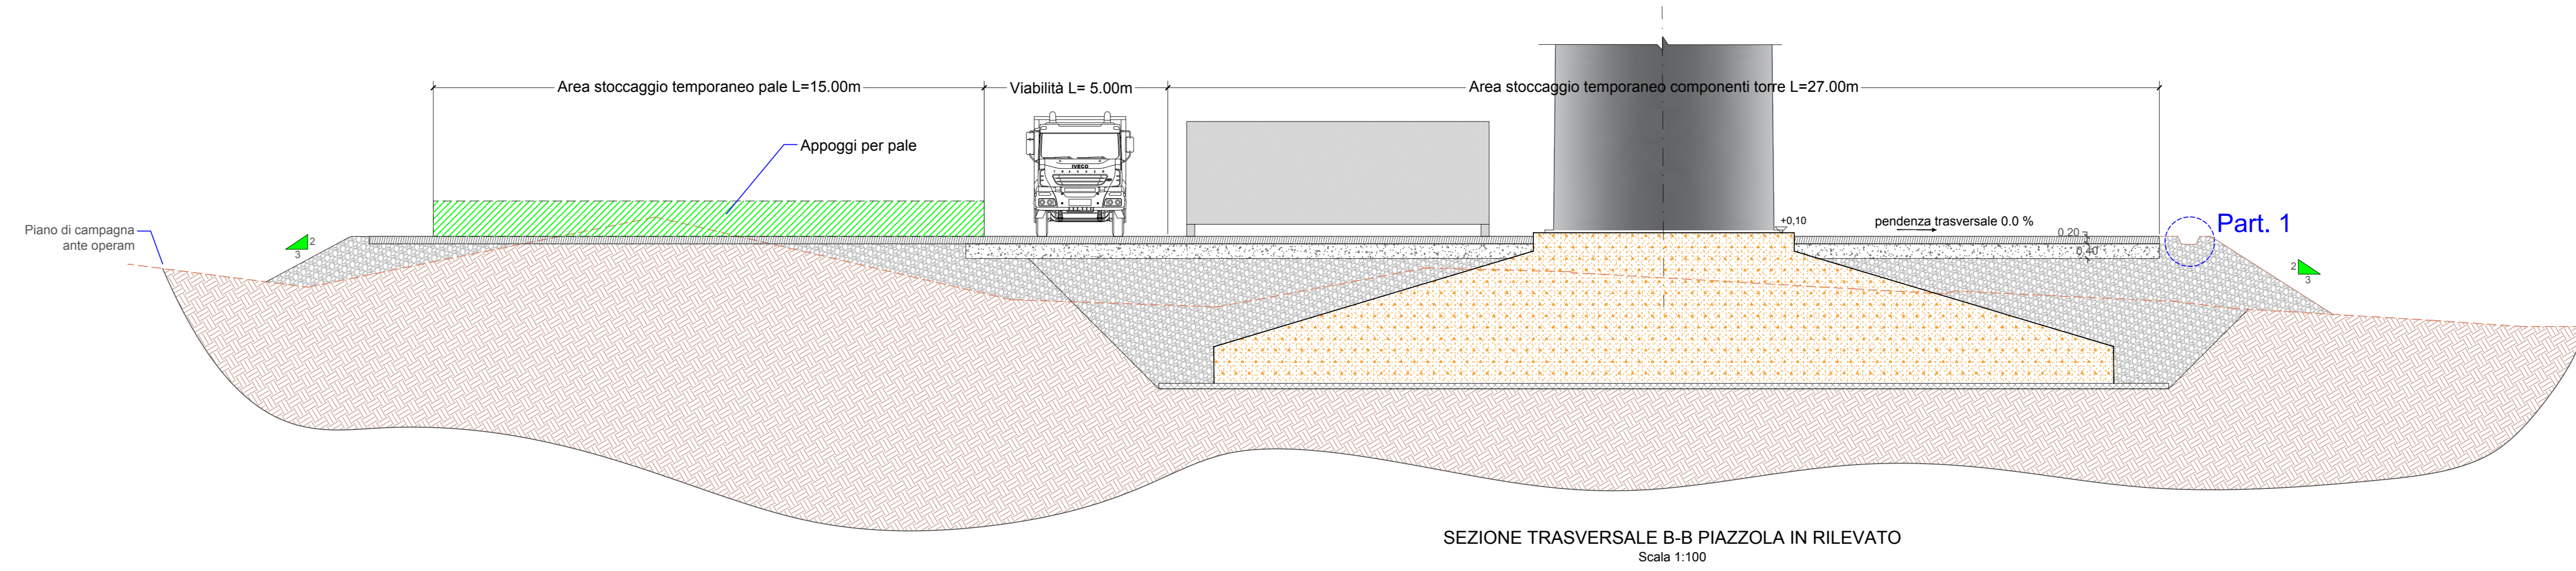 Area stoccaggio temporaneo pale L=15.00m
Viabilità L= 5.00m
Area stoccaggio temporaneo componenti torre L=27.00m
Appoggi per pale
IVECO
Piano di campagna
ante operam
2
3
+0,10
pendenza trasversale 0.0 %
0.20
0.40
Part. 1
2
3
SEZIONE TRASVERSALE B-B PIAZZOLA IN RILEVATO
Scala 1:100